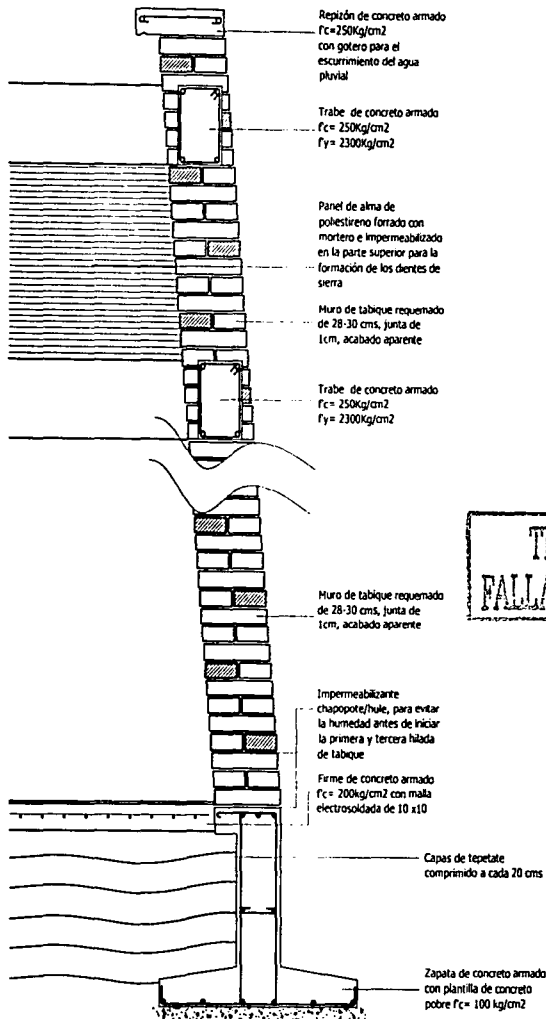 Repizón de concreto armado
f'c=250Kg/cm2
con gotero para el
escurrimiento del agua
pluvial
Trabe de concreto armado
f'c= 250Kg/cm2
f'y= 2300Kg/cm2
Panel de alma de
poliestireno forrado con
mortero e impermeabilizado
en la parte superior para la
formación de los dientes de
sierra
Muro de tabique requemado
de 28-30 cms, junta de
1cm, acabado aparente
Trabe de concreto armado
f'c= 250Kg/cm2
f'y= 2300Kg/cm2
Muro de tabique requemado
de 28-30 cms, junta de
1cm, acabado aparente
Impermeabilizante
chapopote/hule, para evitar
la humedad antes de iniciar
la primera y tercera hilada
de tabique
Firme de concreto armado
f'c= 200kg/cm2 con malla
electrosoldada de 10 x10
Capas de tepetate
comprimido a cada 20 cms
Zapata de concreto armado
con plantilla de concreto
pobre f'c= 100 kg/cm2